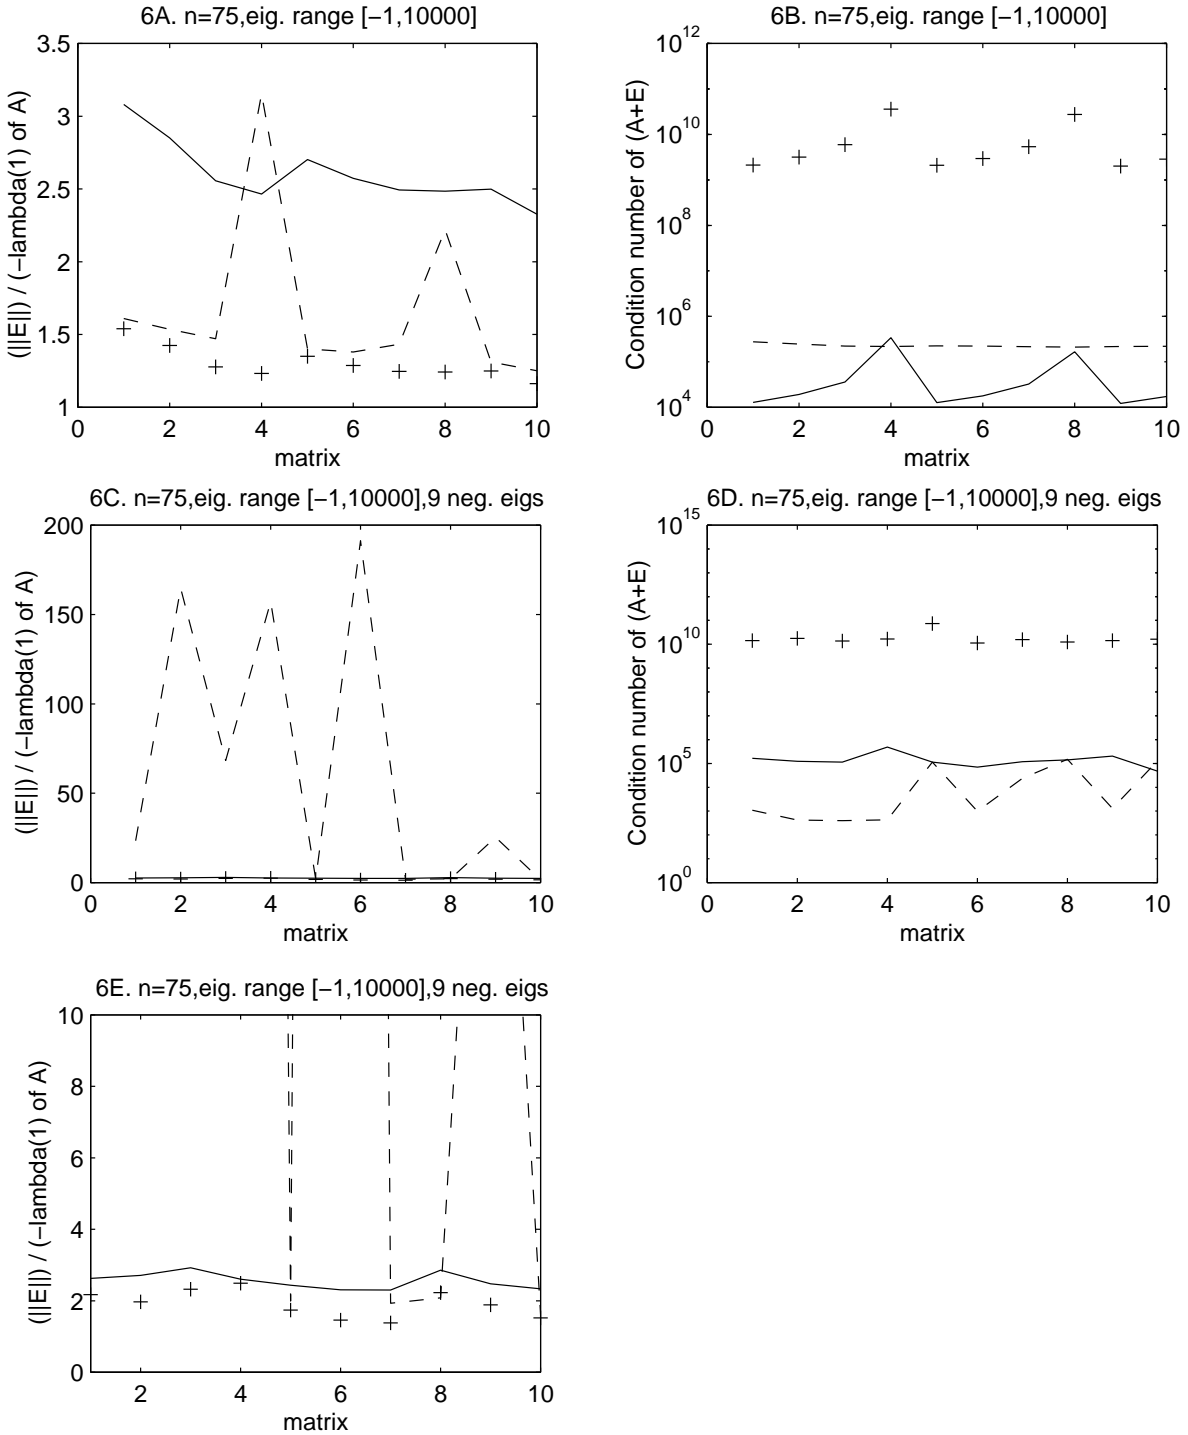 6A. n=75,eig. range [−1,10000]
(||E||) / (−lambda(1) of A)
3.5
3
2.5
2
1.5
1
0 2 4 6 8 10
matrix
6B. n=75,eig. range [−1,10000]
Condition number of (A+E)
10^12
10^10
10^8
10^6
10^4
0 2 4 6 8 10
matrix
6C. n=75,eig. range [−1,10000],9 neg. eigs
(||E||) / (−lambda(1) of A)
200
150
100
50
0
0 2 4 6 8 10
matrix
6D. n=75,eig. range [−1,10000],9 neg. eigs
Condition number of (A+E)
10^15
10^10
10^5
10^0
0 2 4 6 8 10
matrix
6E. n=75,eig. range [−1,10000],9 neg. eigs
(||E||) / (−lambda(1) of A)
10
8
6
4
2
0
2 4 6 8 10
matrix